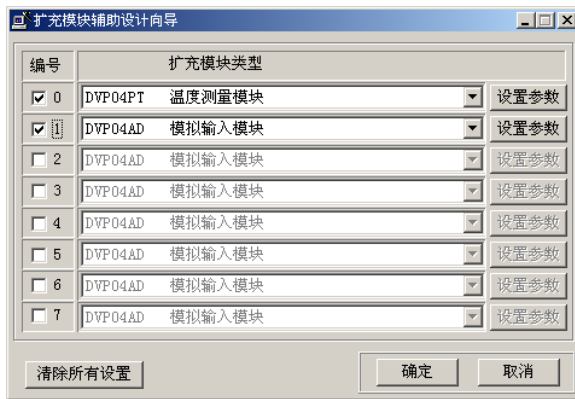 扩充模块辅助设计向导
编号 扩充模块类型
0 DVP04PT 温度测量模块 设置参数
1 DVP04AD 模拟输入模块 设置参数
2 DVP04AD 模拟输入模块 设置参数
3 DVP04AD 模拟输入模块 设置参数
4 DVP04AD 模拟输入模块 设置参数
5 DVP04AD 模拟输入模块 设置参数
6 DVP04AD 模拟输入模块 设置参数
7 DVP04AD 模拟输入模块 设置参数
清除所有设置 确定 取消